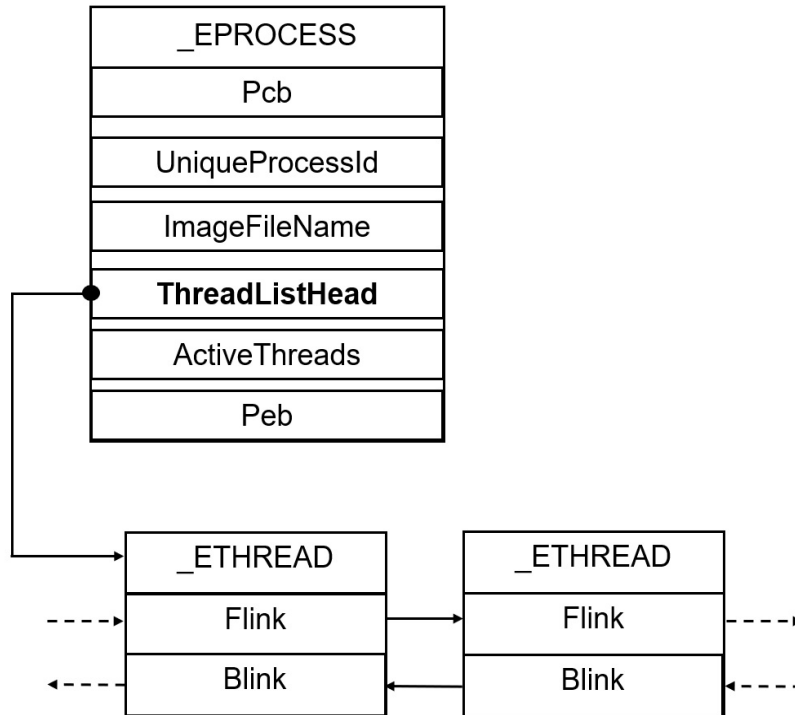 _EPROCESS
Pcb
UniqueProcessId
ImageFileName
ThreadListHead
ActiveThreads
Peb
_ETHREAD
_ETHREAD
Flink
Flink
Blink
Blink